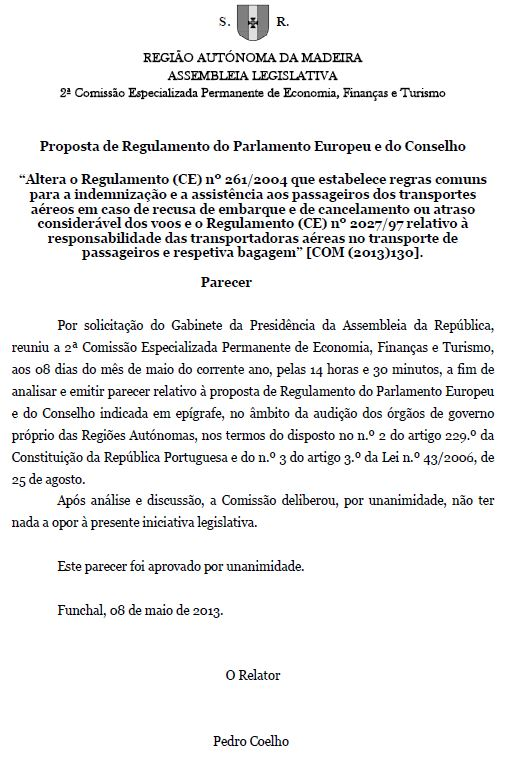 S. R.
REGIÃO AUTÓNOMA DA MADEIRA
ASSEMBLEIA LEGISLATIVA
2ª Comissão Especializada Permanente de Economia, Finanças e Turismo
Proposta de Regulamento do Parlamento Europeu e do Conselho
“Altera o Regulamento (CE) nº 261/2004 que estabelece regras comuns
para a indemnização e a assistência aos passageiros dos transportes
aéreos em caso de recusa de embarque e de cancelamento ou atraso
considerável dos voos e o Regulamento (CE) nº 2027/97 relativo à
responsabilidade das transportadoras aéreas no transporte de
passageiros e respetiva bagagem” [COM (2013)130].
Parecer
Por solicitação do Gabinete da Presidência da Assembleia da República,
reuniu a 2ª Comissão Especializada Permanente de Economia, Finanças e Turismo,
aos 08 dias do mês de maio do corrente ano, pelas 14 horas e 30 minutos, a fim de
analisar e emitir parecer relativo à proposta de Regulamento do Parlamento Europeu
e do Conselho indicada em epígrafe, no âmbito da audição dos órgãos de governo
próprio das Regiões Autónomas, nos termos do disposto no n.º 2 do artigo 229.º da
Constituição da República Portuguesa e do n.º 3 do artigo 3.º da Lei n.º 43/2006, de
25 de agosto.
Após análise e discussão, a Comissão deliberou, por unanimidade, não ter
nada a opor à presente iniciativa legislativa.
Este parecer foi aprovado por unanimidade.
Funchal, 08 de maio de 2013.
O Relator
Pedro Coelho